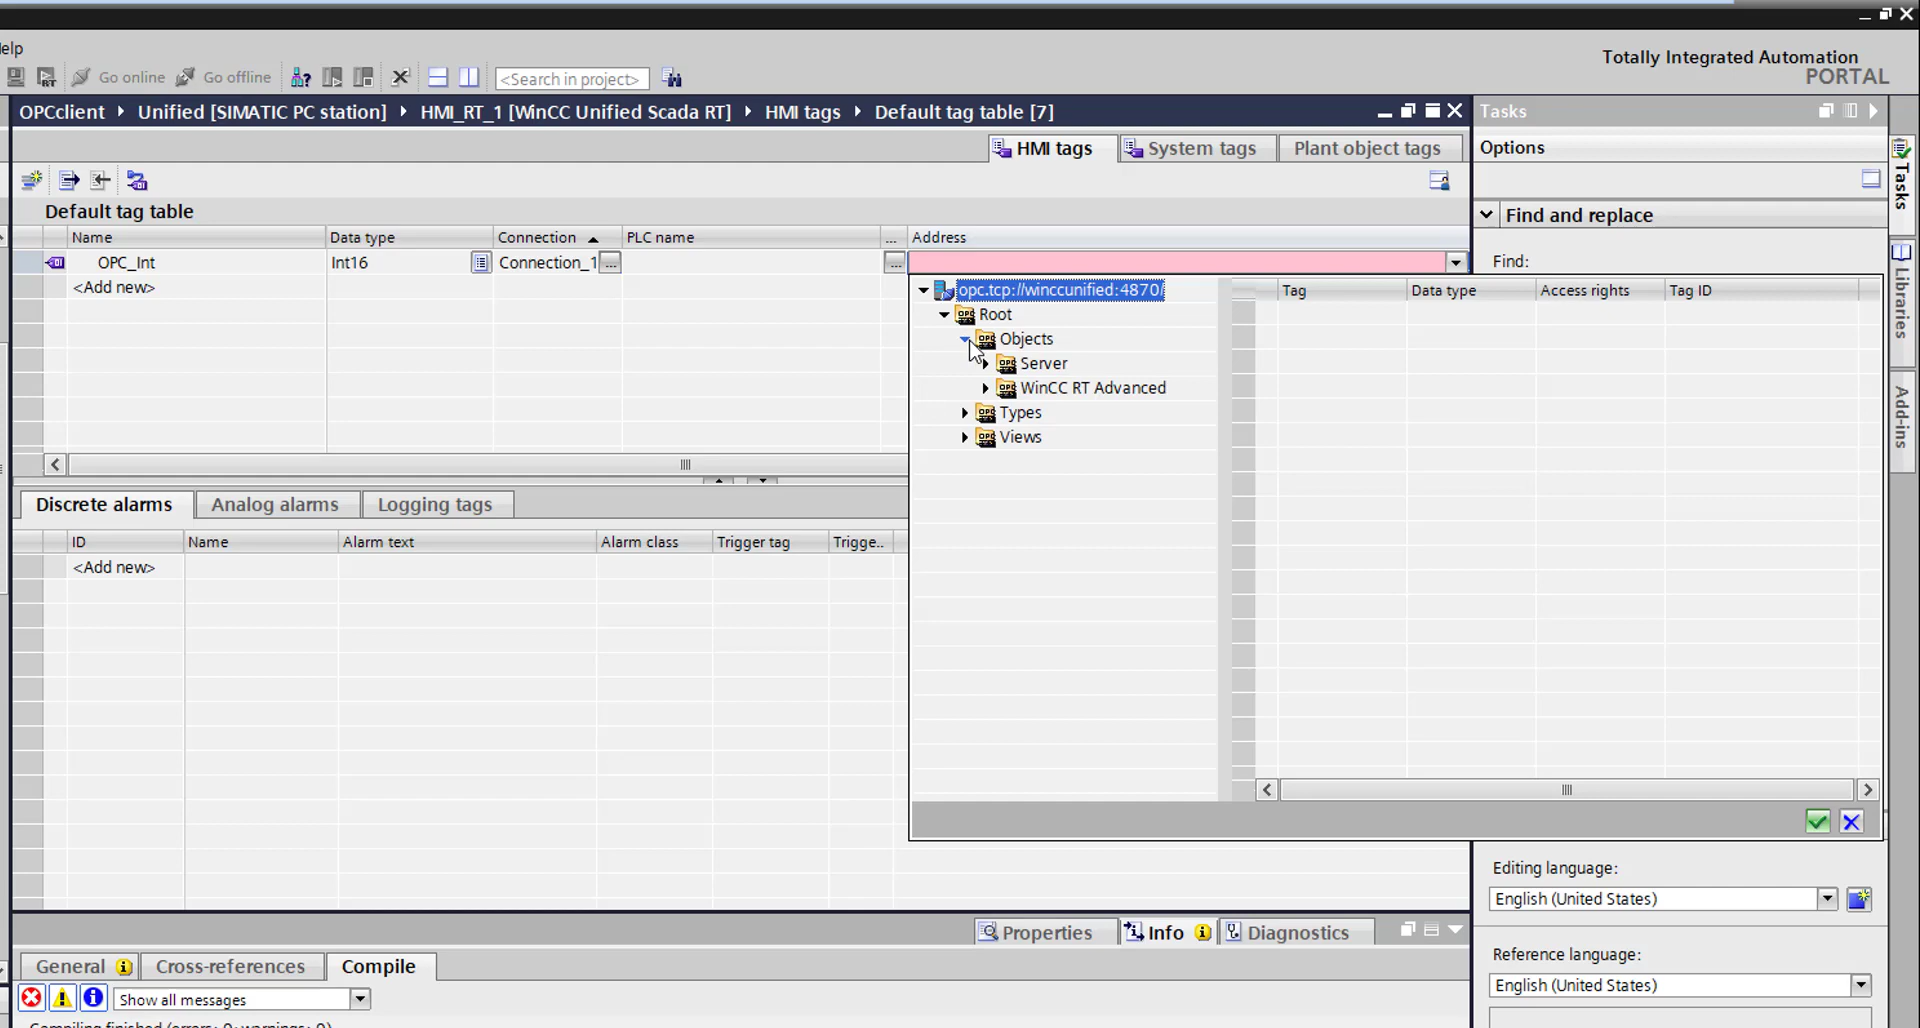 elp
Totally Integrated Automation
PORTAL
Go online
Go offline
<Search in project>
OPCclient
Unified [SIMATIC PC station]
HMI_RT_1 [WinCC Unified Scada RT]
HMI tags
Default tag table [7]
Tasks
HMI tags
System tags
Plant object tags
Options
Tasks
Default tag table
Find and replace
Name
Data type
Connection
PLC name
...
Address
OPC_Int
Int16
Connection_1
...
...
Find:
<Add new>
opc.tcp://winccunified:4870/
Root
Objects
Server
WinCC RT Advanced
Types
Views
Tag
Data type
Access rights
Tag ID
Libraries
Add-ins
Discrete alarms
Analog alarms
Logging tags
ID
Name
Alarm text
Alarm class
Trigger tag
Trigge..
<Add new>
Editing language:
English (United States)
Properties
Info
Diagnostics
Reference language:
English (United States)
General
Cross-references
Compile
Show all messages
Compiling finished (errors: 0; warnings: 0)